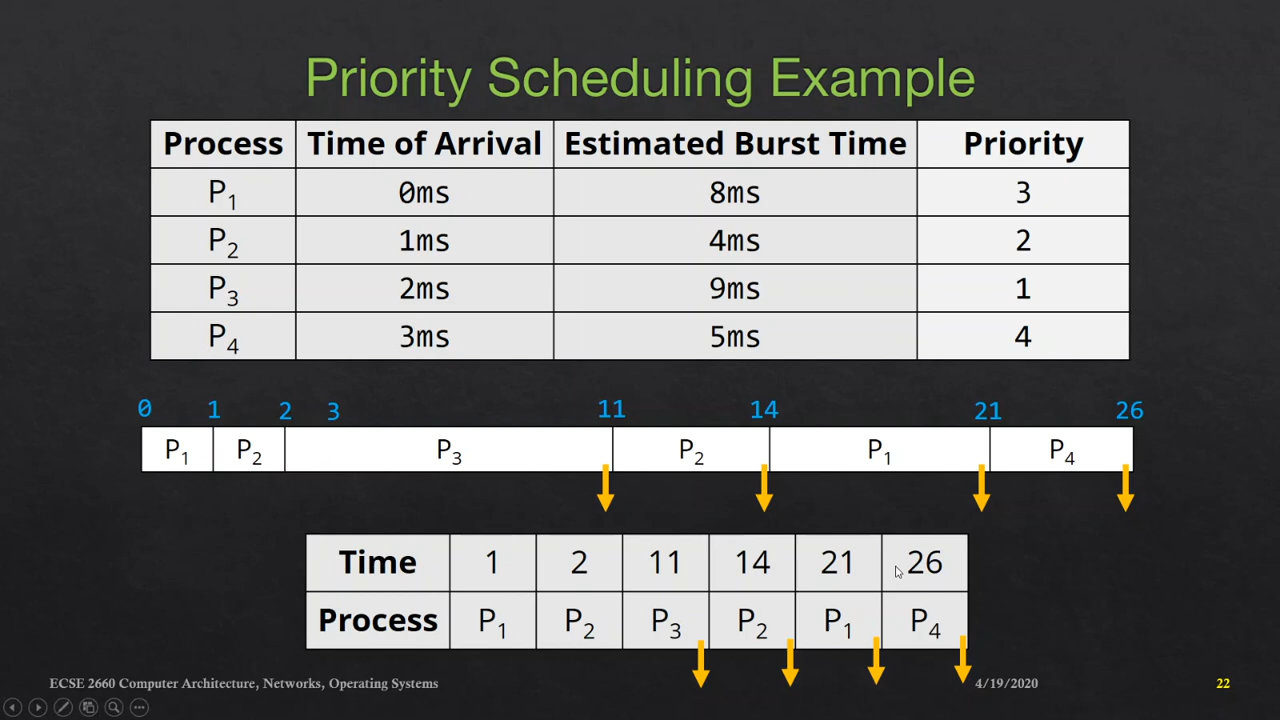 Priority Scheduling Example
Process Time of Arrival Estimated Burst Time Priority
P1 0ms 8ms 3
P2 1ms 4ms 2
P3 2ms 9ms 1
P4 3ms 5ms 4
0 1 2 3 11 14 21 26
P1 P2 P3 P2 P1 P4
Time 1 2 11 14 21 26
Process P1 P2 P3 P2 P1 P4
ECSE 2660 Computer Architecture, Networks, Operating Systems 4/19/2020 22